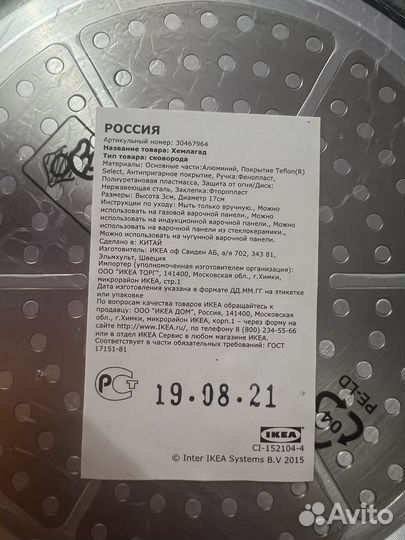 РОССИЯ
Артикульный номер: 30467964
Название товара: Хемлагад
Тип товара: сковорода
Материалы: Основные части:Алюминий, Покрытие Teflon(R)
Select, Антипригарное покрытие, Ручка:Фенопласт,
Полиуретановая пластмасса, Защита от огня/Диск:
Нержавеющая сталь, Заклепка:Фторопласт
Размеры: Высота 3см, Диаметр 17см
Инструкции по уходу: Мыть только вручную., Можно
использовать на газовой варочной панели., Можно
использовать на индукционной варочной панели., Можно
использовать на варочной панели из стеклокерамики.,
Можно использовать на чугунной варочной панели.
Сделано в: КИТАЙ
Изготовитель: ИКЕА оф Свиден АБ, а/я 702, 343 81,
Эльмхульт, Швеция
Импортер (уполномоченная изготовителем организация):
ООО "ИКЕА ТОРГ", 141400, Московская обл., г.Химки,
микрорайон ИКЕА, стр.1
Дата изготовления указана в формате ДД.ММ.ГГ на этикетке
или упаковке
По вопросам качества товаров ИКЕА обращайтесь к
продавцу: ООО "ИКЕА ДОМ", Россия, 141400, Московская
обл., г.Химки, микрорайон ИКЕА, корп.1 – через форму на
сайте http://www.IKEA.ru/, по телефону 8 (800) 234-55-66
или в отдел ИКЕА Сервис в любом магазине ИКЕА.
Соответствует в части обязательных требований: ГОСТ
17151-81
РСТ
19.08.21
IKEA
CI-152104-4
© Inter IKEA Systems B.V 2015
04
PE-LD
Avito